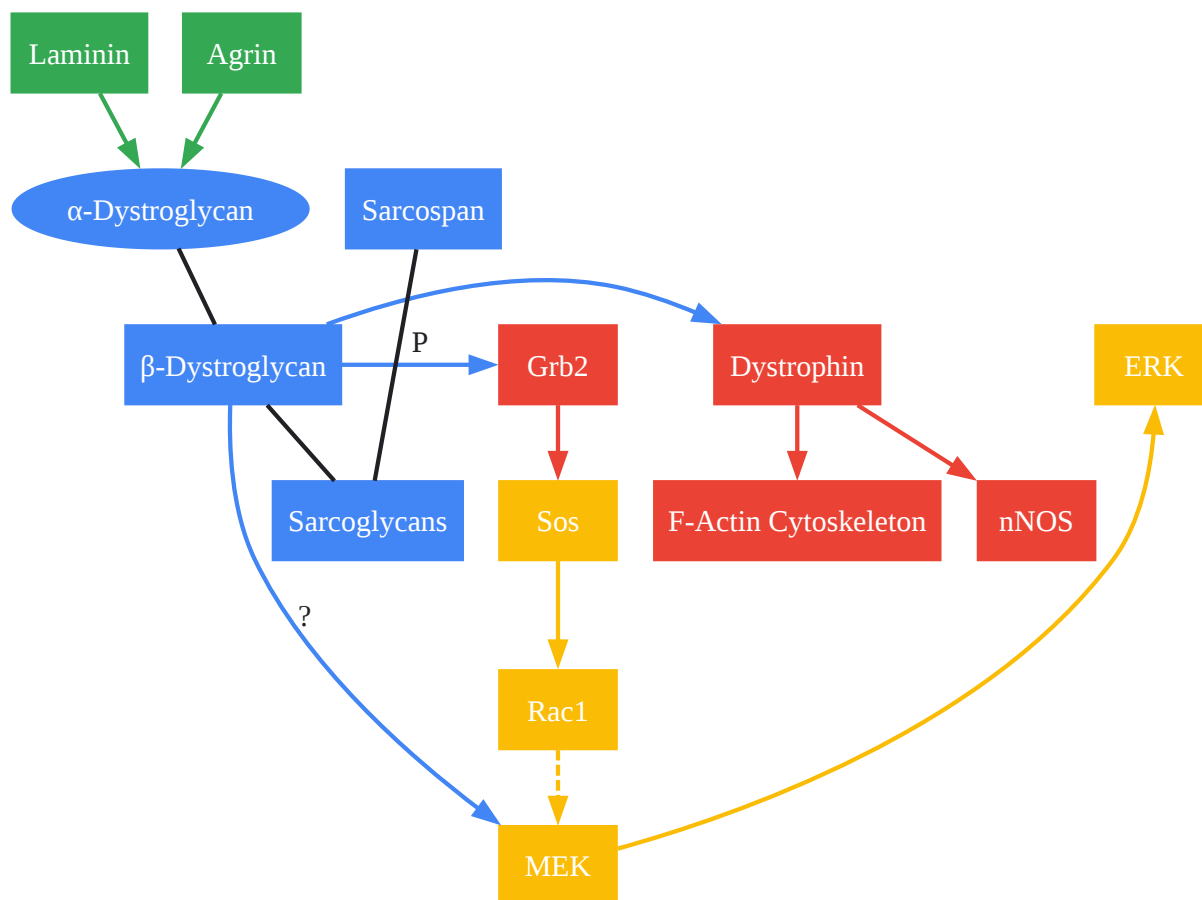 Laminin
Agrin
α-Dystroglycan
Sarcospan
P
β-Dystroglycan
Grb2
Dystrophin
ERK
Sarcoglycans
Sos
F-Actin Cytoskeleton
nNOS
?
Rac1
MEK